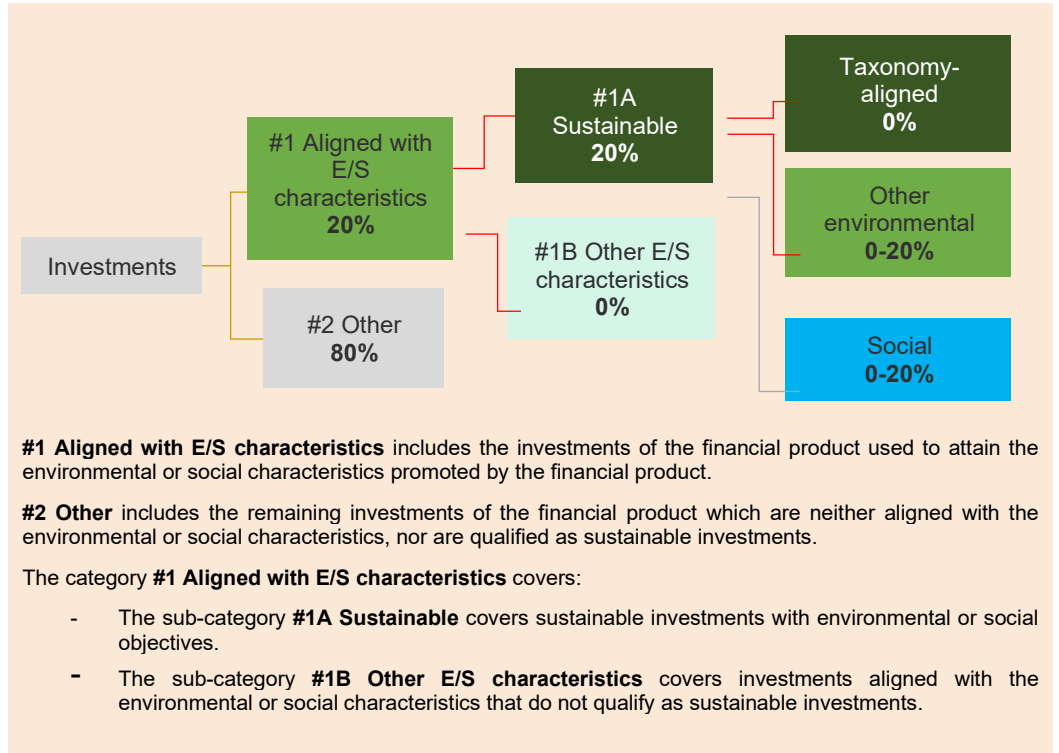 Investments
#1 Aligned with
E/S
characteristics
20%
#2 Other
80%
#1A
Sustainable
20%
#1B Other E/S
characteristics
0%
Taxonomy-
aligned
0%
Other
environmental
0-20%
Social
0-20%
#1 Aligned with E/S characteristics includes the investments of the financial product used to attain the
environmental or social characteristics promoted by the financial product.
#2 Other includes the remaining investments of the financial product which are neither aligned with the
environmental or social characteristics, nor are qualified as sustainable investments.
The category #1 Aligned with E/S characteristics covers:
- The sub-category #1A Sustainable covers sustainable investments with environmental or social
objectives.
- The sub-category #1B Other E/S characteristics covers investments aligned with the
environmental or social characteristics that do not qualify as sustainable investments.